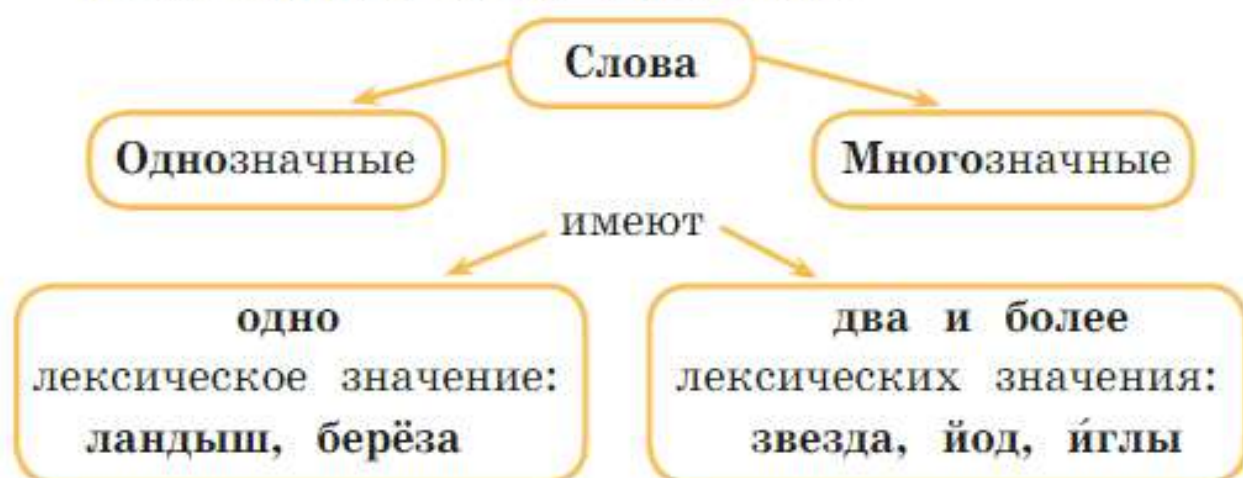 Слова
Однозначные
Многозначные
имеют
одно
лексическое значение:
ландыш, берёза
два и более
лексических значения:
звезда, йод, и́глы